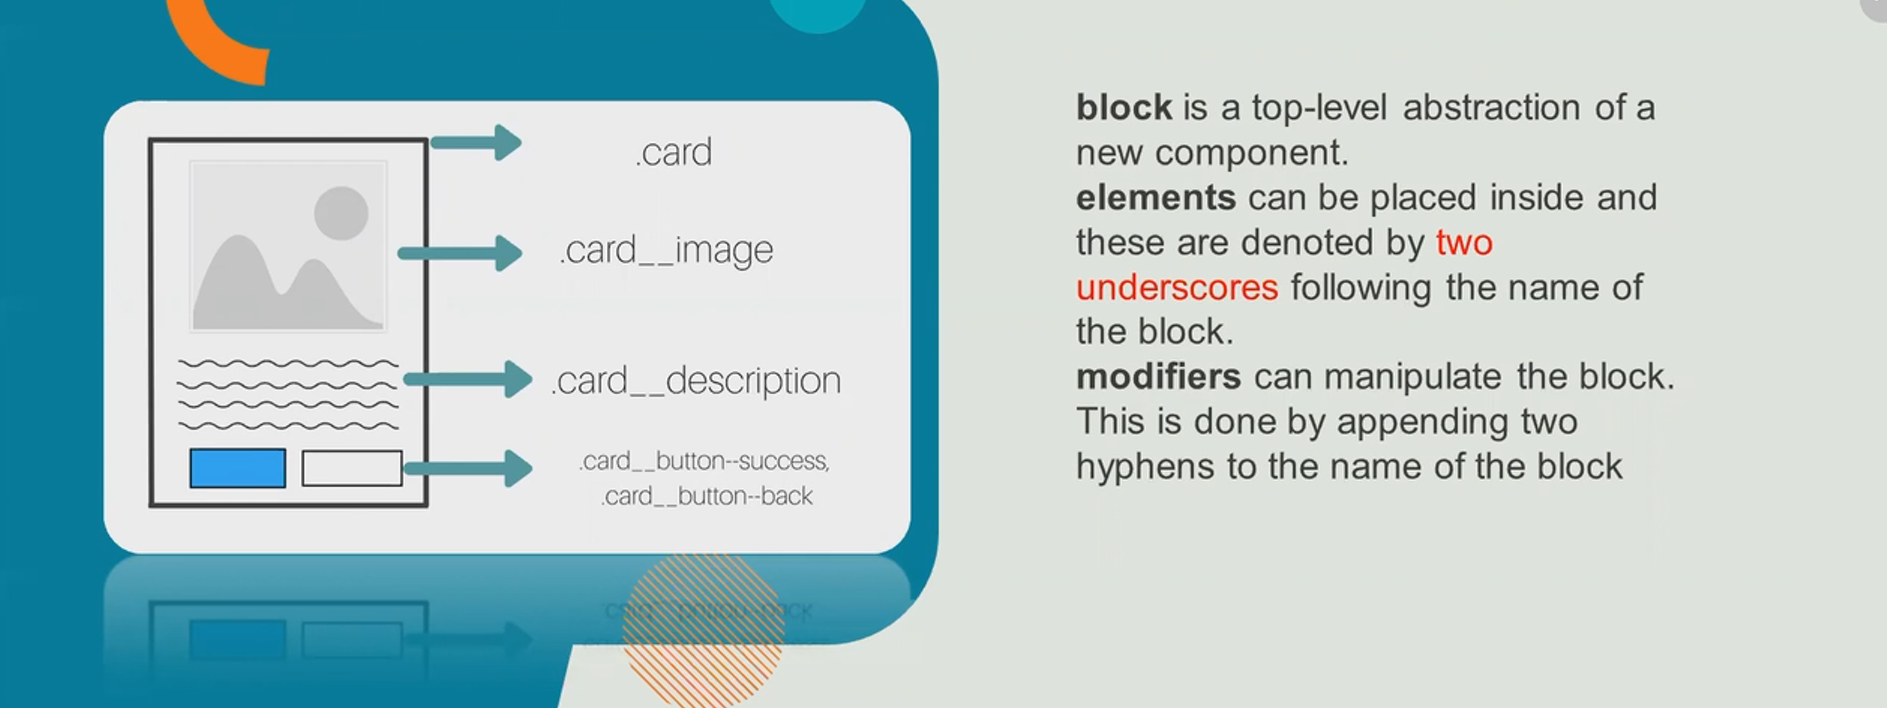 .card
.card__image
.card__description
.card__button--success,
.card__button--back
block is a top-level abstraction of a
new component.
elements can be placed inside and
these are denoted by two
underscores following the name of
the block.
modifiers can manipulate the block.
This is done by appending two
hyphens to the name of the block